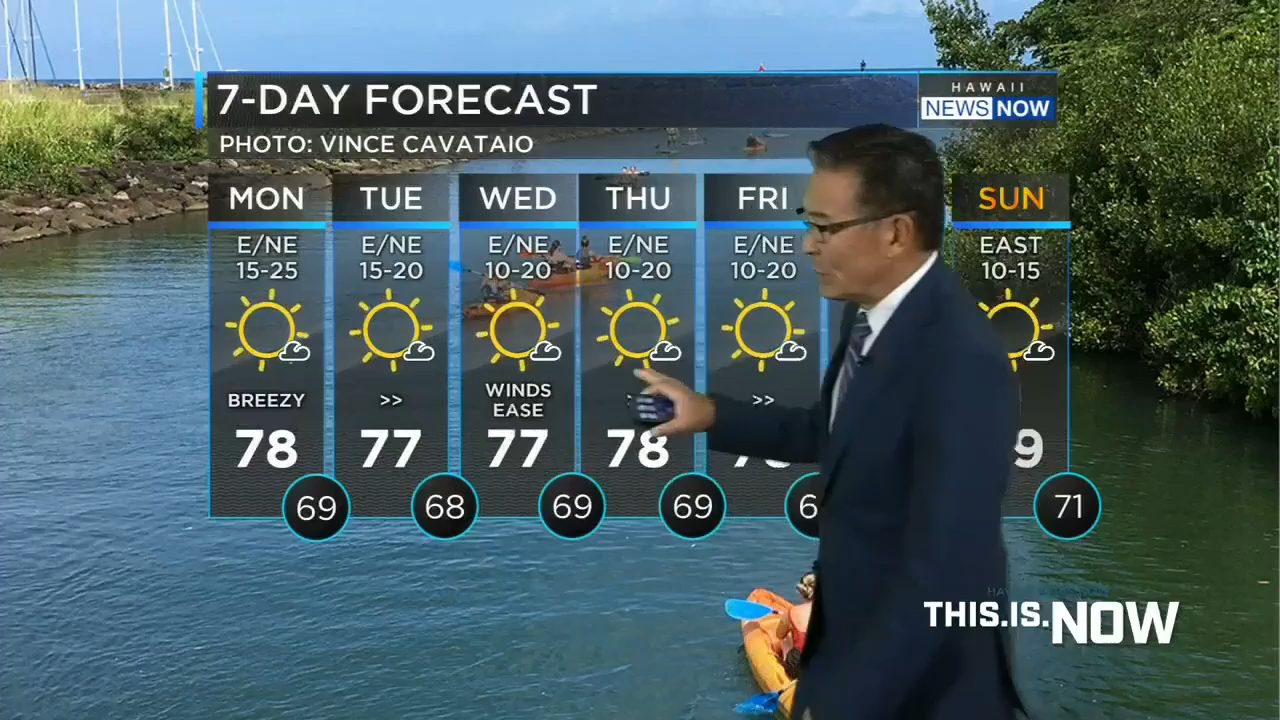 7-DAY FORECAST
HAWAII
NEWS NOW
PHOTO: VINCE CAVATAIO
MON TUE WED THU FRI SUN
E/NE E/NE E/NE E/NE E/NE EAST
15-25 15-20 10-20 10-20 10-20 10-15
BREEZY >> WINDS EASE >>
78 77 77 78
69 68 69 69 71
THIS.IS.NOW